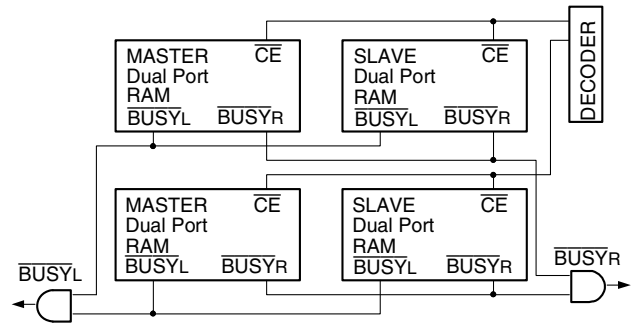 MASTER
Dual Port
RAM
CE
BUSYL
BUSYR
SLAVE
Dual Port
RAM
CE
BUSYL
BUSYR
DECODER
MASTER
Dual Port
RAM
CE
BUSYL
BUSYR
SLAVE
Dual Port
RAM
CE
BUSYL
BUSYR
BUSYL
BUSYR